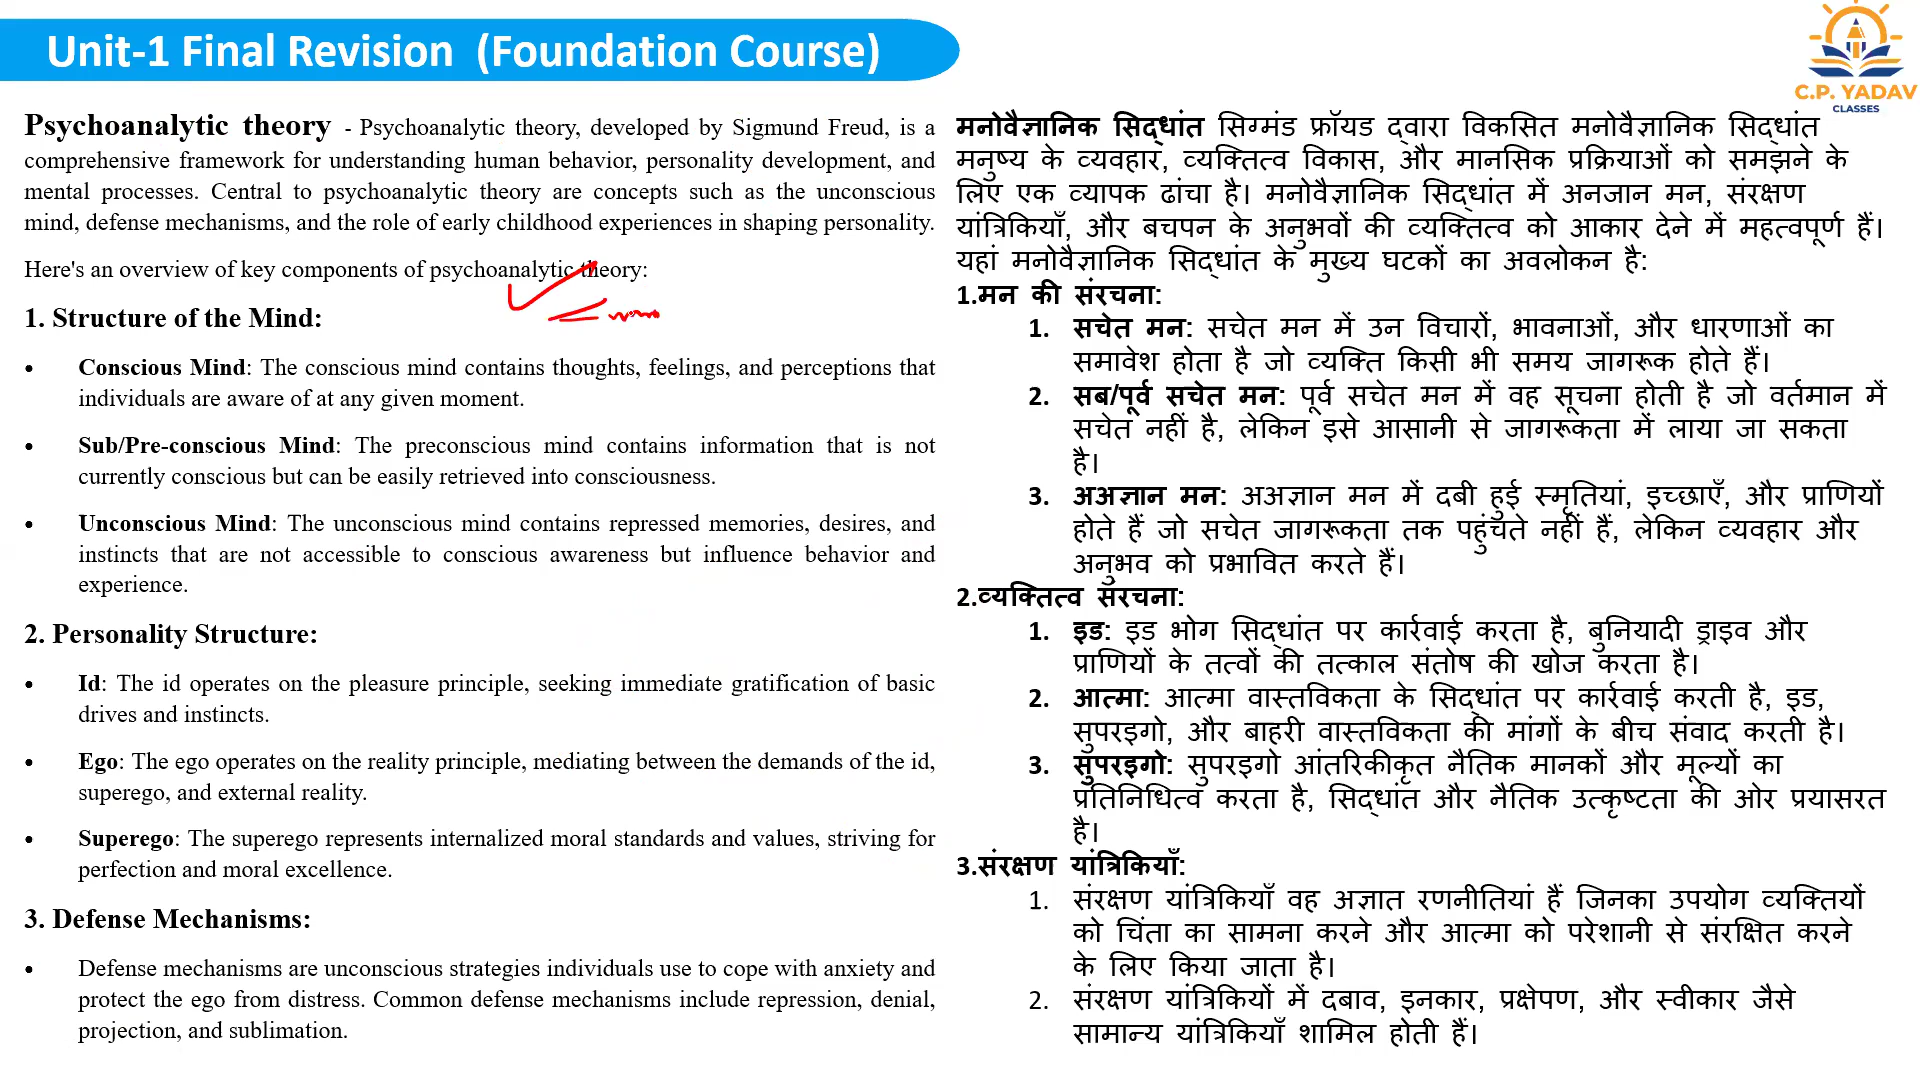 Unit-1 Final Revision (Foundation Course)
C.P. YADAV
CLASSES
Psychoanalytic theory - Psychoanalytic theory, developed by Sigmund Freud, is a
comprehensive framework for understanding human behavior, personality development, and
mental processes. Central to psychoanalytic theory are concepts such as the unconscious
mind, defense mechanisms, and the role of early childhood experiences in shaping personality.
Here's an overview of key components of psychoanalytic theory:
1. Structure of the Mind:
• Conscious Mind: The conscious mind contains thoughts, feelings, and perceptions that
individuals are aware of at any given moment.
• Sub/Pre-conscious Mind: The preconscious mind contains information that is not
currently conscious but can be easily retrieved into consciousness.
• Unconscious Mind: The unconscious mind contains repressed memories, desires, and
instincts that are not accessible to conscious awareness but influence behavior and
experience.
2. Personality Structure:
• Id: The id operates on the pleasure principle, seeking immediate gratification of basic
drives and instincts.
• Ego: The ego operates on the reality principle, mediating between the demands of the id,
superego, and external reality.
• Superego: The superego represents internalized moral standards and values, striving for
perfection and moral excellence.
3. Defense Mechanisms:
• Defense mechanisms are unconscious strategies individuals use to cope with anxiety and
protect the ego from distress. Common defense mechanisms include repression, denial,
projection, and sublimation.
मनोवैज्ञानिक सिद्धांत सिग्मंड फ्रॉयड द्वारा विकसित मनोवैज्ञानिक सिद्धांत
मनुष्य के व्यवहार, व्यक्तित्व विकास, और मानसिक प्रक्रियाओं को समझने के
लिए एक व्यापक ढांचा है। मनोवैज्ञानिक सिद्धांत में अनजान मन, संरक्षण
यांत्रिकियाँ, और बचपन के अनुभवों की व्यक्तित्व को आकार देने में महत्वपूर्ण हैं।
यहां मनोवैज्ञानिक सिद्धांत के मुख्य घटकों का अवलोकन है:
1.मन की संरचना:
1. सचेत मन: सचेत मन में उन विचारों, भावनाओं, और धारणाओं का
समावेश होता है जो व्यक्ति किसी भी समय जागरूक होते हैं।
2. सब/पूर्व सचेत मन: पूर्व सचेत मन में वह सूचना होती है जो वर्तमान में
सचेत नहीं है, लेकिन इसे आसानी से जागरूकता में लाया जा सकता
है।
3. अअज्ञान मन: अअज्ञान मन में दबी हुई स्मृतियां, इच्छाएँ, और प्राणियों
होते हैं जो सचेत जागरूकता तक पहुंचते नहीं हैं, लेकिन व्यवहार और
अनुभव को प्रभावित करते हैं।
2.व्यक्तित्व संरचना:
1. इड: इड भोग सिद्धांत पर कार्रवाई करता है, बुनियादी ड्राइव और
प्राणियों के तत्वों की तत्काल संतोष की खोज करता है।
2. आत्मा: आत्मा वास्तविकता के सिद्धांत पर कार्रवाई करती है, इड,
सुपरइगो, और बाहरी वास्तविकता की मांगों के बीच संवाद करती है।
3. सुपरइगो: सुपरइगो आंतरिकीकृत नैतिक मानकों और मूल्यों का
प्रतिनिधित्व करता है, सिद्धांत और नैतिक उत्कृष्टता की ओर प्रयासरत
है।
3.संरक्षण यांत्रिकियाँ:
1. संरक्षण यांत्रिकियाँ वह अज्ञात रणनीतियां हैं जिनका उपयोग व्यक्तियों
को चिंता का सामना करने और आत्मा को परेशानी से संरक्षित करने
के लिए किया जाता है।
2. संरक्षण यांत्रिकियों में दबाव, इनकार, प्रक्षेपण, और स्वीकार जैसे
सामान्य यांत्रिकियाँ शामिल होती हैं।